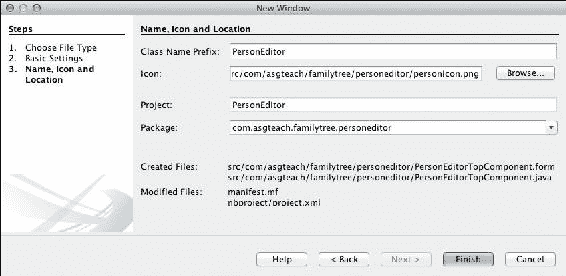 New Window
Steps
1. Choose File Type
2. Basic Settings
3. Name, Icon and Location
Name, Icon and Location
Class Name Prefix: PersonEditor
Icon: rc/com/asgteach/familytree/personeditor/personIcon.png Browse...
Project: PersonEditor
Package: com.asgteach.familytree.personeditor
Created Files: src/com/asgteach/familytree/personeditor/PersonEditorTopComponent.form
src/com/asgteach/familytree/personeditor/PersonEditorTopComponent.java
Modified Files: manifest.mf
nbproject/project.xml
Help < Back Next > Finish Cancel